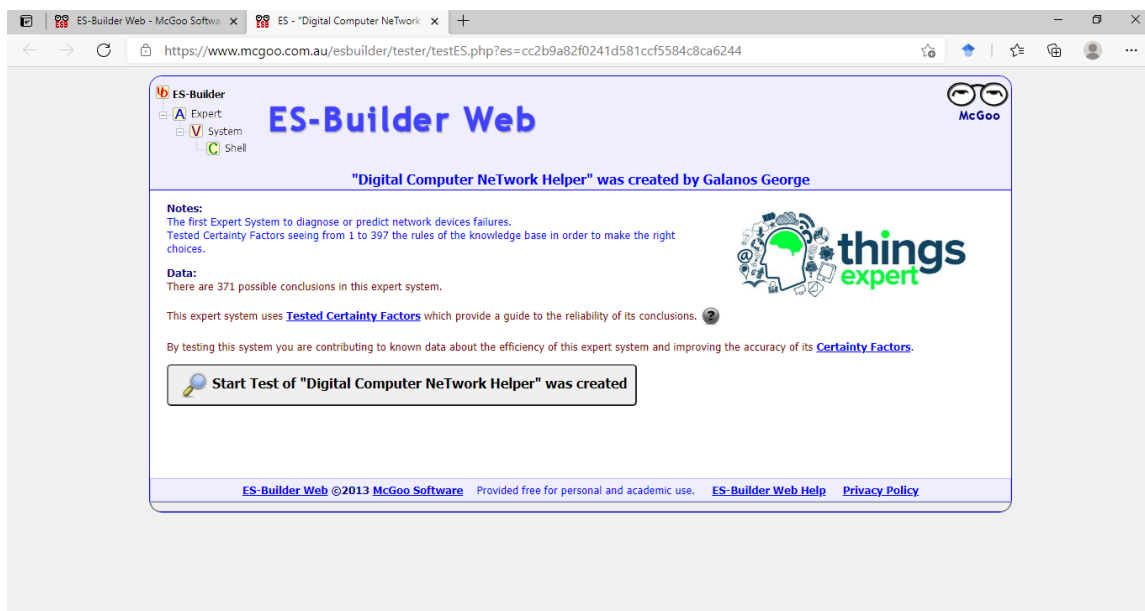 ES-Builder Web - McGoo Softwa
ES - "Digital Computer NeTwork
https://www.mcgoo.com.au/esbuilder/tester/testES.php?es=cc2b9a82f0241d581ccf5584c8ca6244
ES-Builder
A Expert
V System
C Shell
ES-Builder Web
McGoo
"Digital Computer NeTwork Helper" was created by Galanos George
Notes:
The first Expert System to diagnose or predict network devices failures.
Tested Certainty Factors seeing from 1 to 397 the rules of the knowledge base in order to make the right
choices.
things
expert
Data:
There are 371 possible conclusions in this expert system.
This expert system uses Tested Certainty Factors which provide a guide to the reliability of its conclusions. ?
By testing this system you are contributing to known data about the efficiency of this expert system and improving the accuracy of its Certainty Factors.
Start Test of "Digital Computer NeTwork Helper" was created
ES-Builder Web ©2013 McGoo Software Provided free for personal and academic use. ES-Builder Web Help Privacy Policy